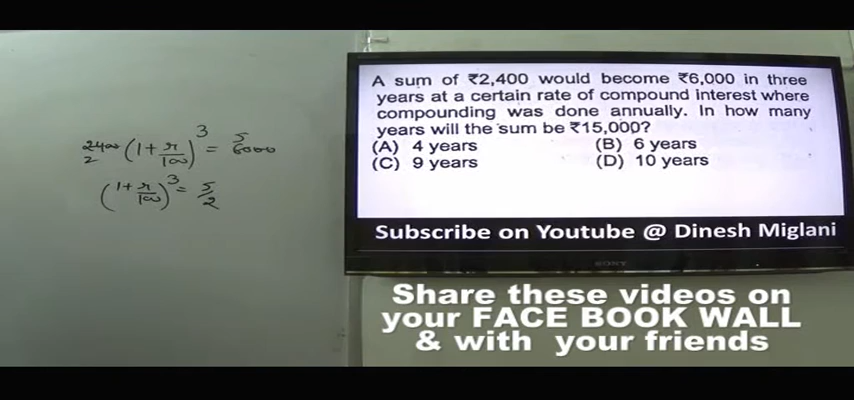 2400 (1 + r/100)^3 = 6000
2 5
(1 + r/100)^3 = 5/2
A sum of ₹2,400 would become ₹6,000 in three
years at a certain rate of compound interest where
compounding was done annually. In how many
years will the sum be ₹15,000?
(A) 4 years (B) 6 years
(C) 9 years (D) 10 years
Subscribe on Youtube @ Dinesh Miglani
SONY
Share these videos on
your FACE BOOK WALL
& with your friends